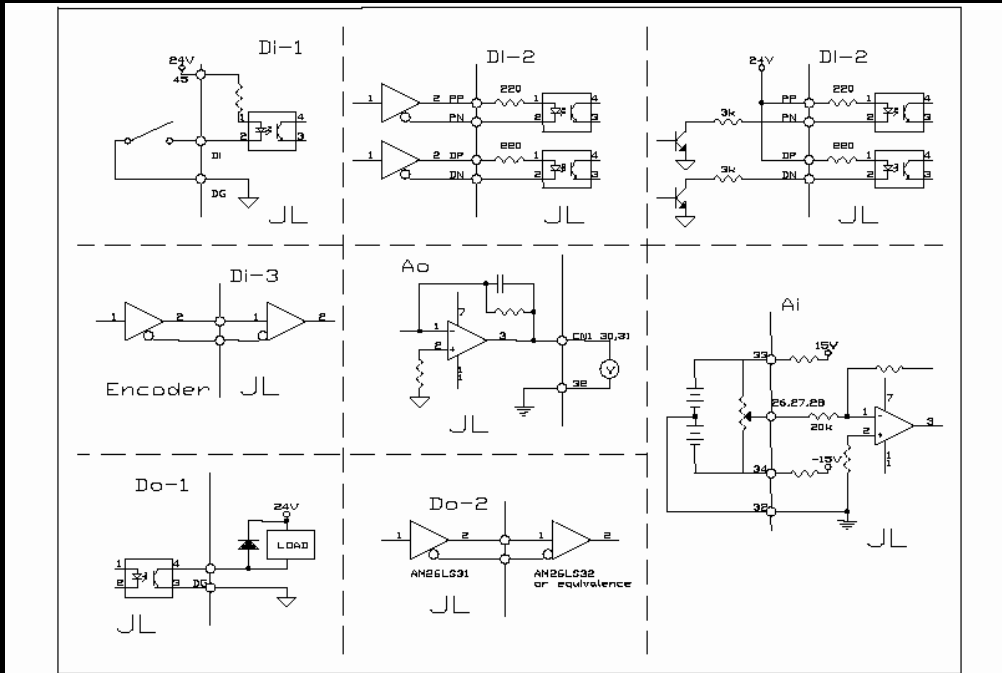 Di-1
24V
45
1
4
2
3
DI
DG
JL
DI-2
1
2
PP
220
1
4
PN
2
3
1
2
DP
220
1
4
DN
2
3
JL
DI-2
24V
PP
220
1
4
3k
PN
2
3
DP
220
1
4
3k
DN
2
3
JL
Di-3
1
2
1
2
Encoder
JL
Ao
7
1
-
3
2
+
11
CN1 30,31
V
32
JL
Ai
33
15V
7
26,27,28
1
-
20k
3
2
+
-15V
34
11
32
JL
Do-1
24V
LOAD
1
4
2
3
DG
JL
Do-2
1
2
1
2
AM26LS31
AM26LS32
or equivalence
JL